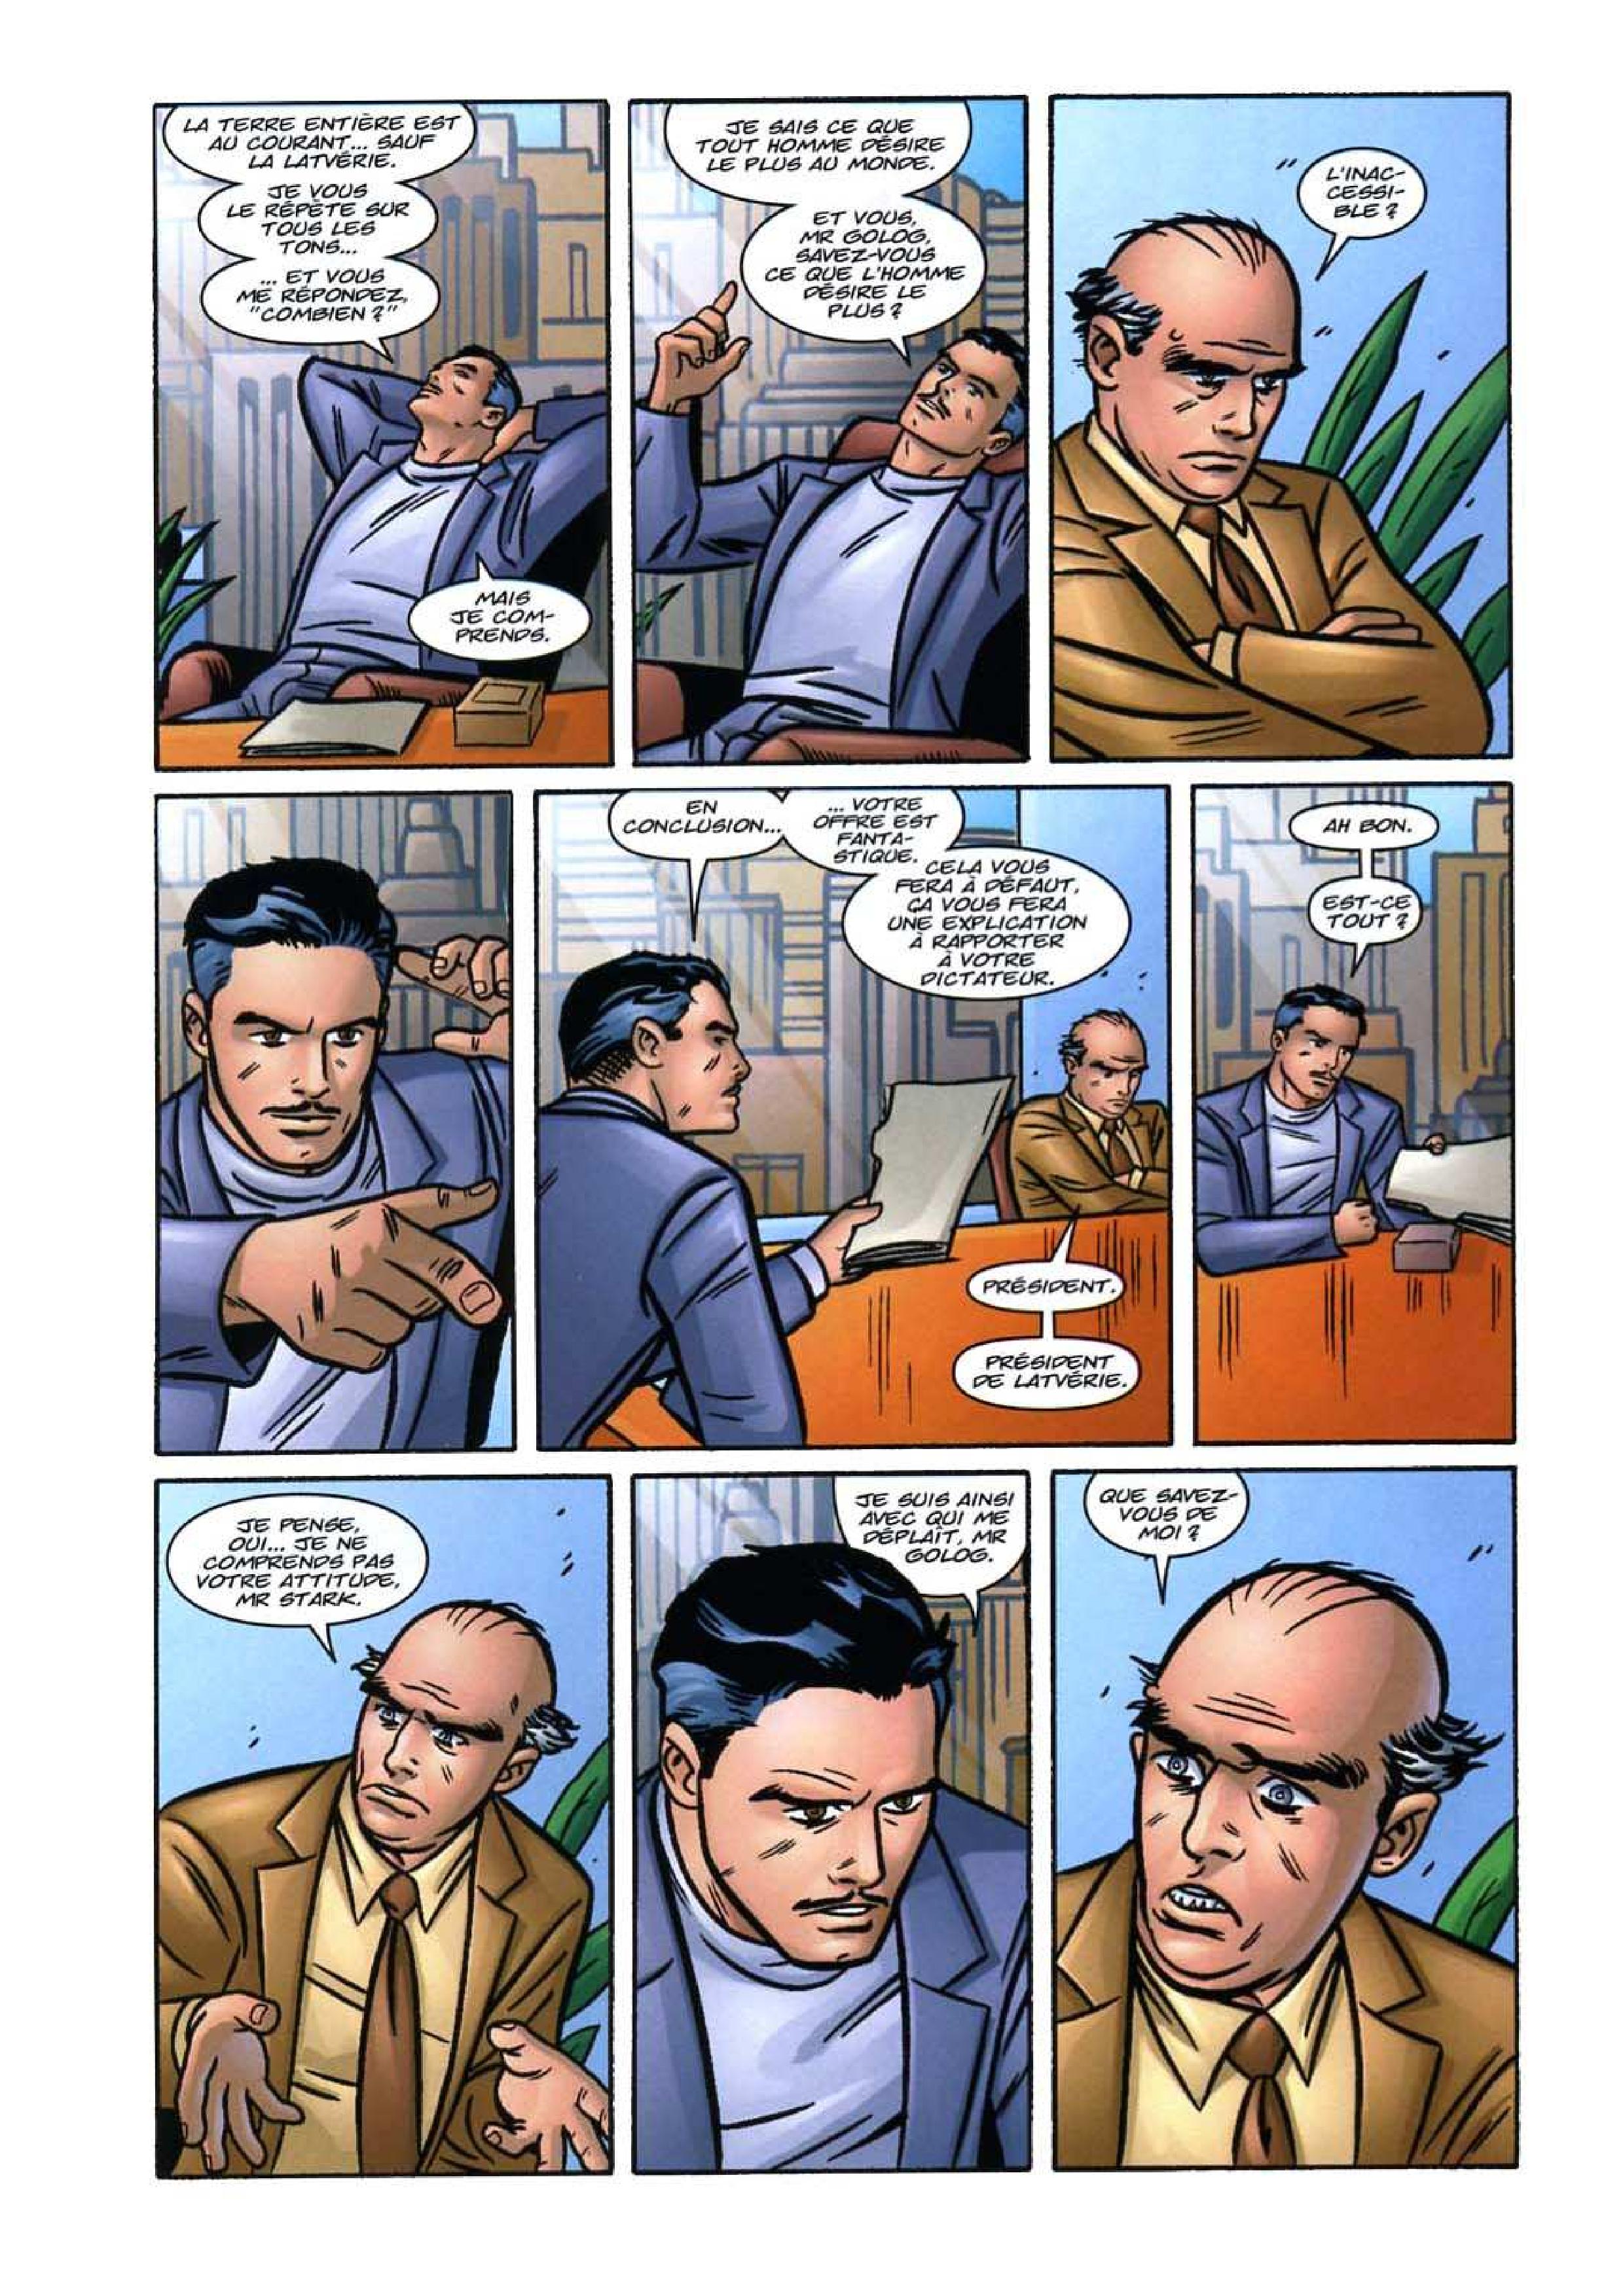 LA TERRE ENTIÈRE EST
AU COURANT... SAUF
LA LATVÉRIE.
JE VOUS
LE RÉPÈTE SUR
TOUS LES
TONS...
... ET VOUS
ME RÉPONDEZ,
"COMBIEN ?"
MAIS
JE COM-
PRENDS.
JE SAIS CE QUE
TOUT HOMME DÉSIRE
LE PLUS AU MONDE.
ET VOUS,
MR GOLOG,
SAVEZ-VOUS
CE QUE L'HOMME
DÉSIRE LE
PLUS ?
L'INAC-
CESSI-
BLE ?
EN
CONCLUSION...
... VOTRE
OFFRE EST
FANTA-
STIQUE.
CELA VOUS
FERA À DÉFAUT,
ÇA VOUS FERA
UNE EXPLICATION
À RAPPORTER
À VOTRE
DICTATEUR.
PRÉSIDENT.
PRÉSIDENT
DE LATVÉRIE.
AH BON.
EST-CE
TOUT ?
JE PENSE,
OUI... JE NE
COMPRENDS PAS
VOTRE ATTITUDE,
MR STARK.
JE SUIS AINSI
AVEC QUI ME
DÉPLAÎT, MR
GOLOG.
QUE SAVEZ-
VOUS DE
MOI ?